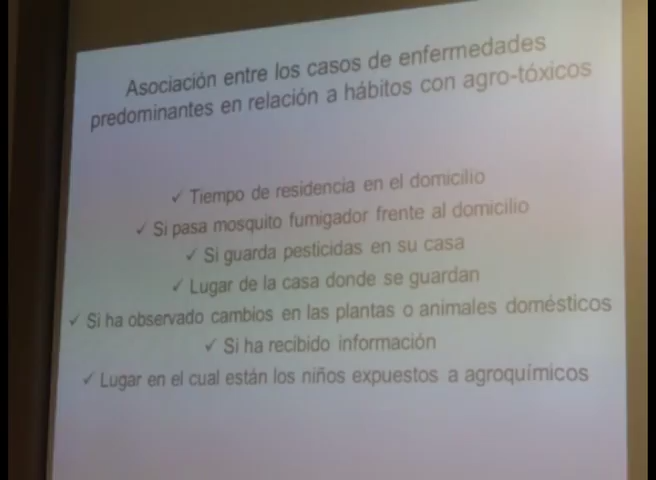 Asociación entre los casos de enfermedades
predominantes en relación a hábitos con agro-tóxicos
✓ Tiempo de residencia en el domicilio
✓ Si pasa mosquito fumigador frente al domicilio
✓ Si guarda pesticidas en su casa
✓ Lugar de la casa donde se guardan
✓ Si ha observado cambios en las plantas o animales domésticos
✓ Si ha recibido información
✓ Lugar en el cual están los niños expuestos a agroquímicos